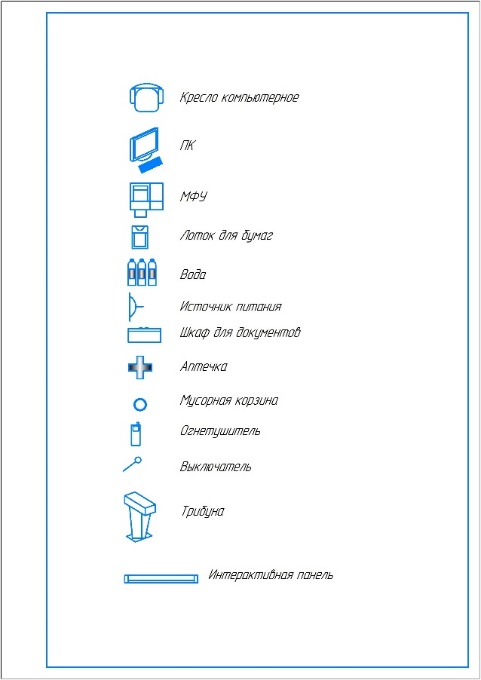 Кресло компьютерное
ПК
МФУ
Лоток для бумаг
Вода
Источник питания
Шкаф для документов
Аптечка
Мусорная корзина
Огнетушитель
Выключатель
Трибуна
Интерактивная панель